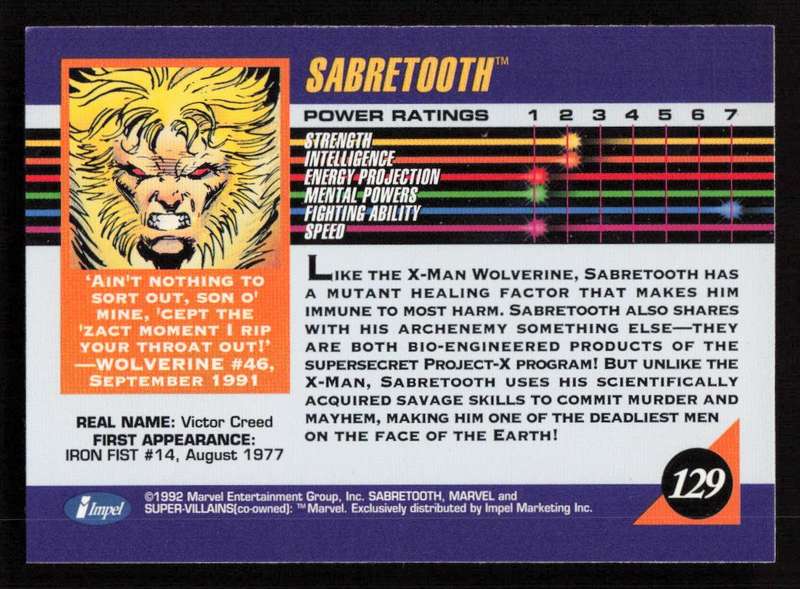 SABRETOOTH™
POWER RATINGS 1 2 3 4 5 6 7
STRENGTH
INTELLIGENCE
ENERGY PROJECTION
MENTAL POWERS
FIGHTING ABILITY
SPEED
'AIN'T NOTHING TO
SORT OUT, SON O'
MINE, 'CEPT THE
'ZACT MOMENT I RIP
YOUR THROAT OUT!'
—WOLVERINE #46,
SEPTEMBER 1991
REAL NAME: Victor Creed
FIRST APPEARANCE:
IRON FIST #14, August 1977
LIKE THE X-MAN WOLVERINE, SABRETOOTH HAS
A MUTANT HEALING FACTOR THAT MAKES HIM
IMMUNE TO MOST HARM. SABRETOOTH ALSO SHARES
WITH HIS ARCHENEMY SOMETHING ELSE—THEY
ARE BOTH BIO-ENGINEERED PRODUCTS OF THE
SUPERSECRET PROJECT-X PROGRAM! BUT UNLIKE THE
X-MAN, SABRETOOTH USES HIS SCIENTIFICALLY
ACQUIRED SAVAGE SKILLS TO COMMIT MURDER AND
MAYHEM, MAKING HIM ONE OF THE DEADLIEST MEN
ON THE FACE OF THE EARTH!
129
Impel
©1992 Marvel Entertainment Group, Inc. SABRETOOTH, MARVEL and
SUPER-VILLAINS(co-owned): ™ Marvel. Exclusively distributed by Impel Marketing Inc.